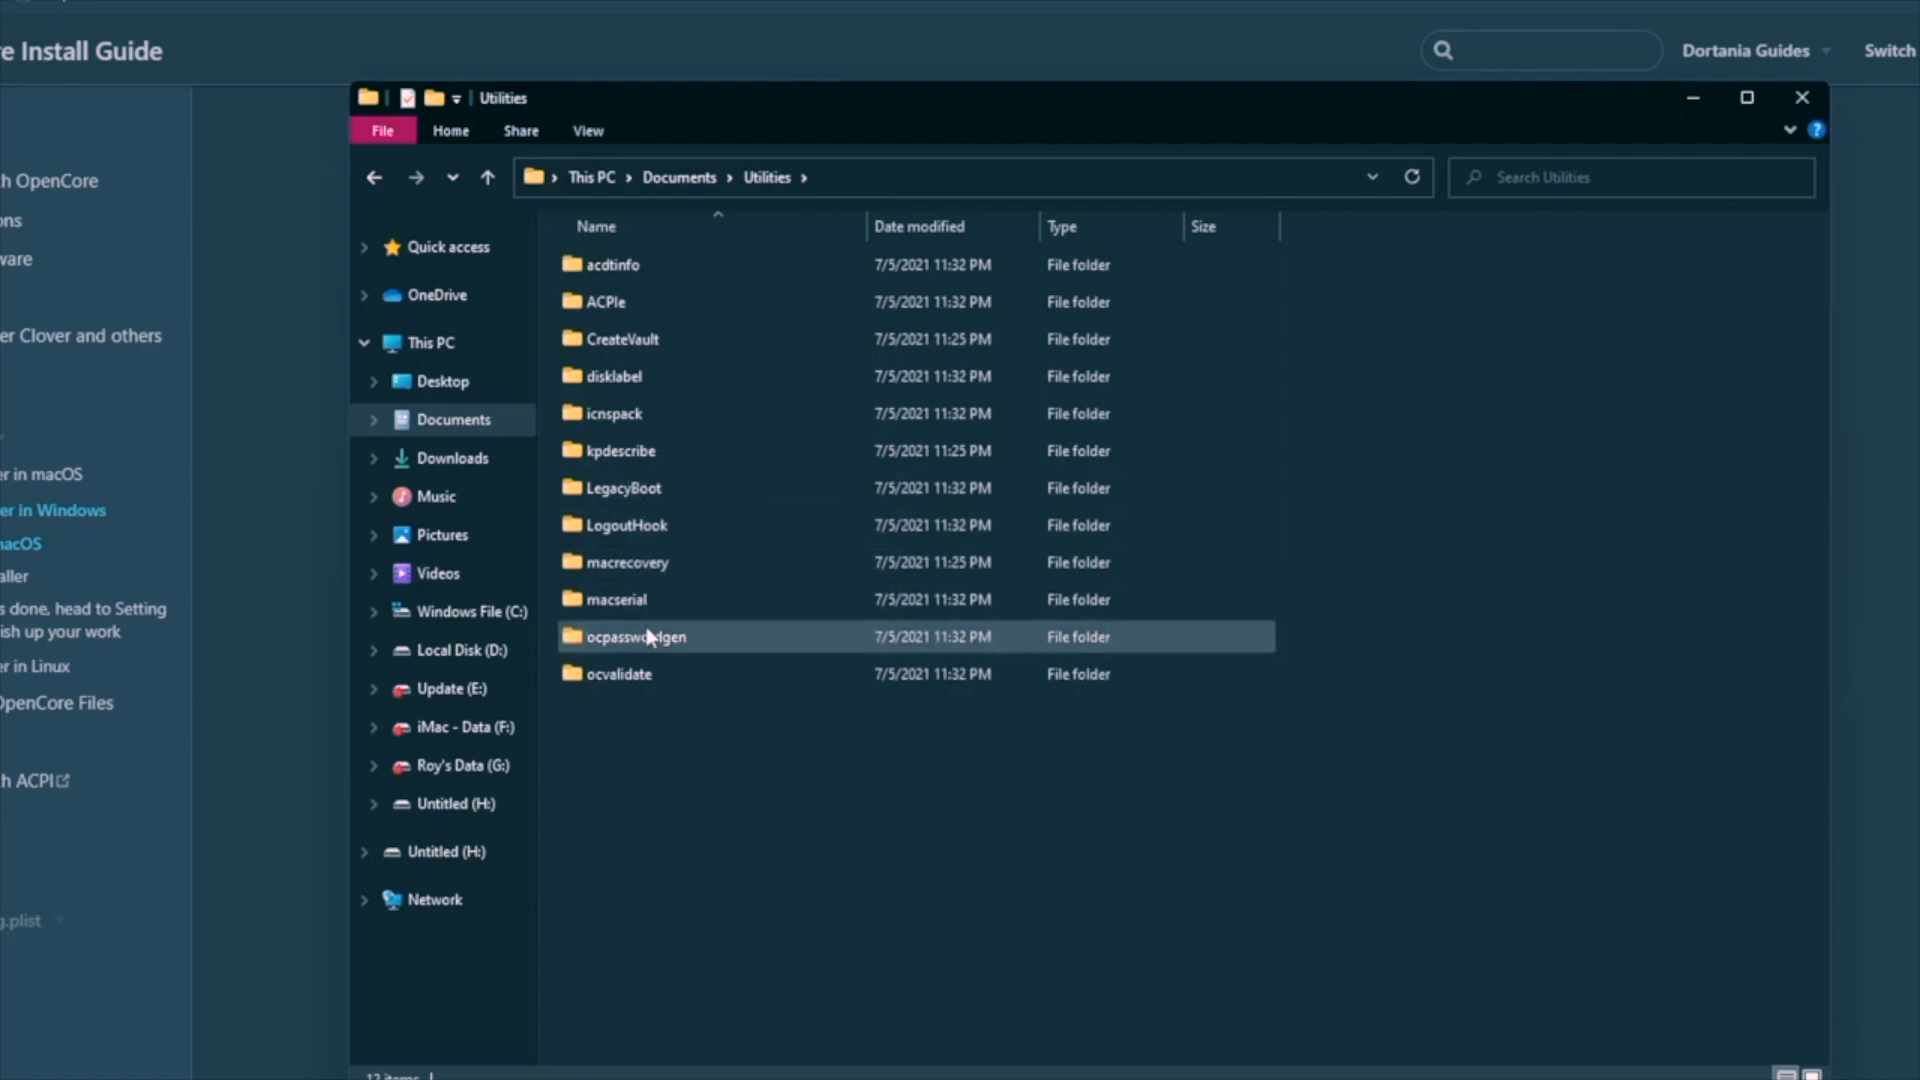 e Install Guide
Dortania Guides
Switch
Utilities
File Home Share View
This PC > Documents > Utilities >
Search Utilities
h OpenCore
ons
ware
er Clover and others
er in macOS
er in Windows
nacOS
aller
s done, head to Setting
ish up your work
er in Linux
OpenCore Files
h ACPI
g.plist
Quick access
OneDrive
This PC
Desktop
Documents
Downloads
Music
Pictures
Videos
Windows File (C:)
Local Disk (D:)
Update (E:)
iMac - Data (F:)
Roy's Data (G:)
Untitled (H:)
Untitled (H:)
Network
Name Date modified Type Size
acdtinfo 7/5/2021 11:32 PM File folder
ACPIe 7/5/2021 11:32 PM File folder
CreateVault 7/5/2021 11:25 PM File folder
disklabel 7/5/2021 11:32 PM File folder
icnspack 7/5/2021 11:32 PM File folder
kpdescribe 7/5/2021 11:25 PM File folder
LegacyBoot 7/5/2021 11:32 PM File folder
LogoutHook 7/5/2021 11:32 PM File folder
macrecovery 7/5/2021 11:25 PM File folder
macserial 7/5/2021 11:32 PM File folder
ocpasswordgen 7/5/2021 11:32 PM File folder
ocvalidate 7/5/2021 11:32 PM File folder
12 items